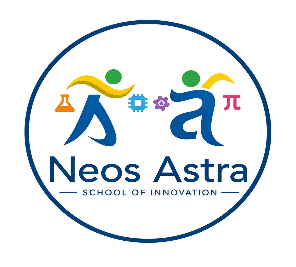 π
Neos Astra
SCHOOL OF INNOVATION